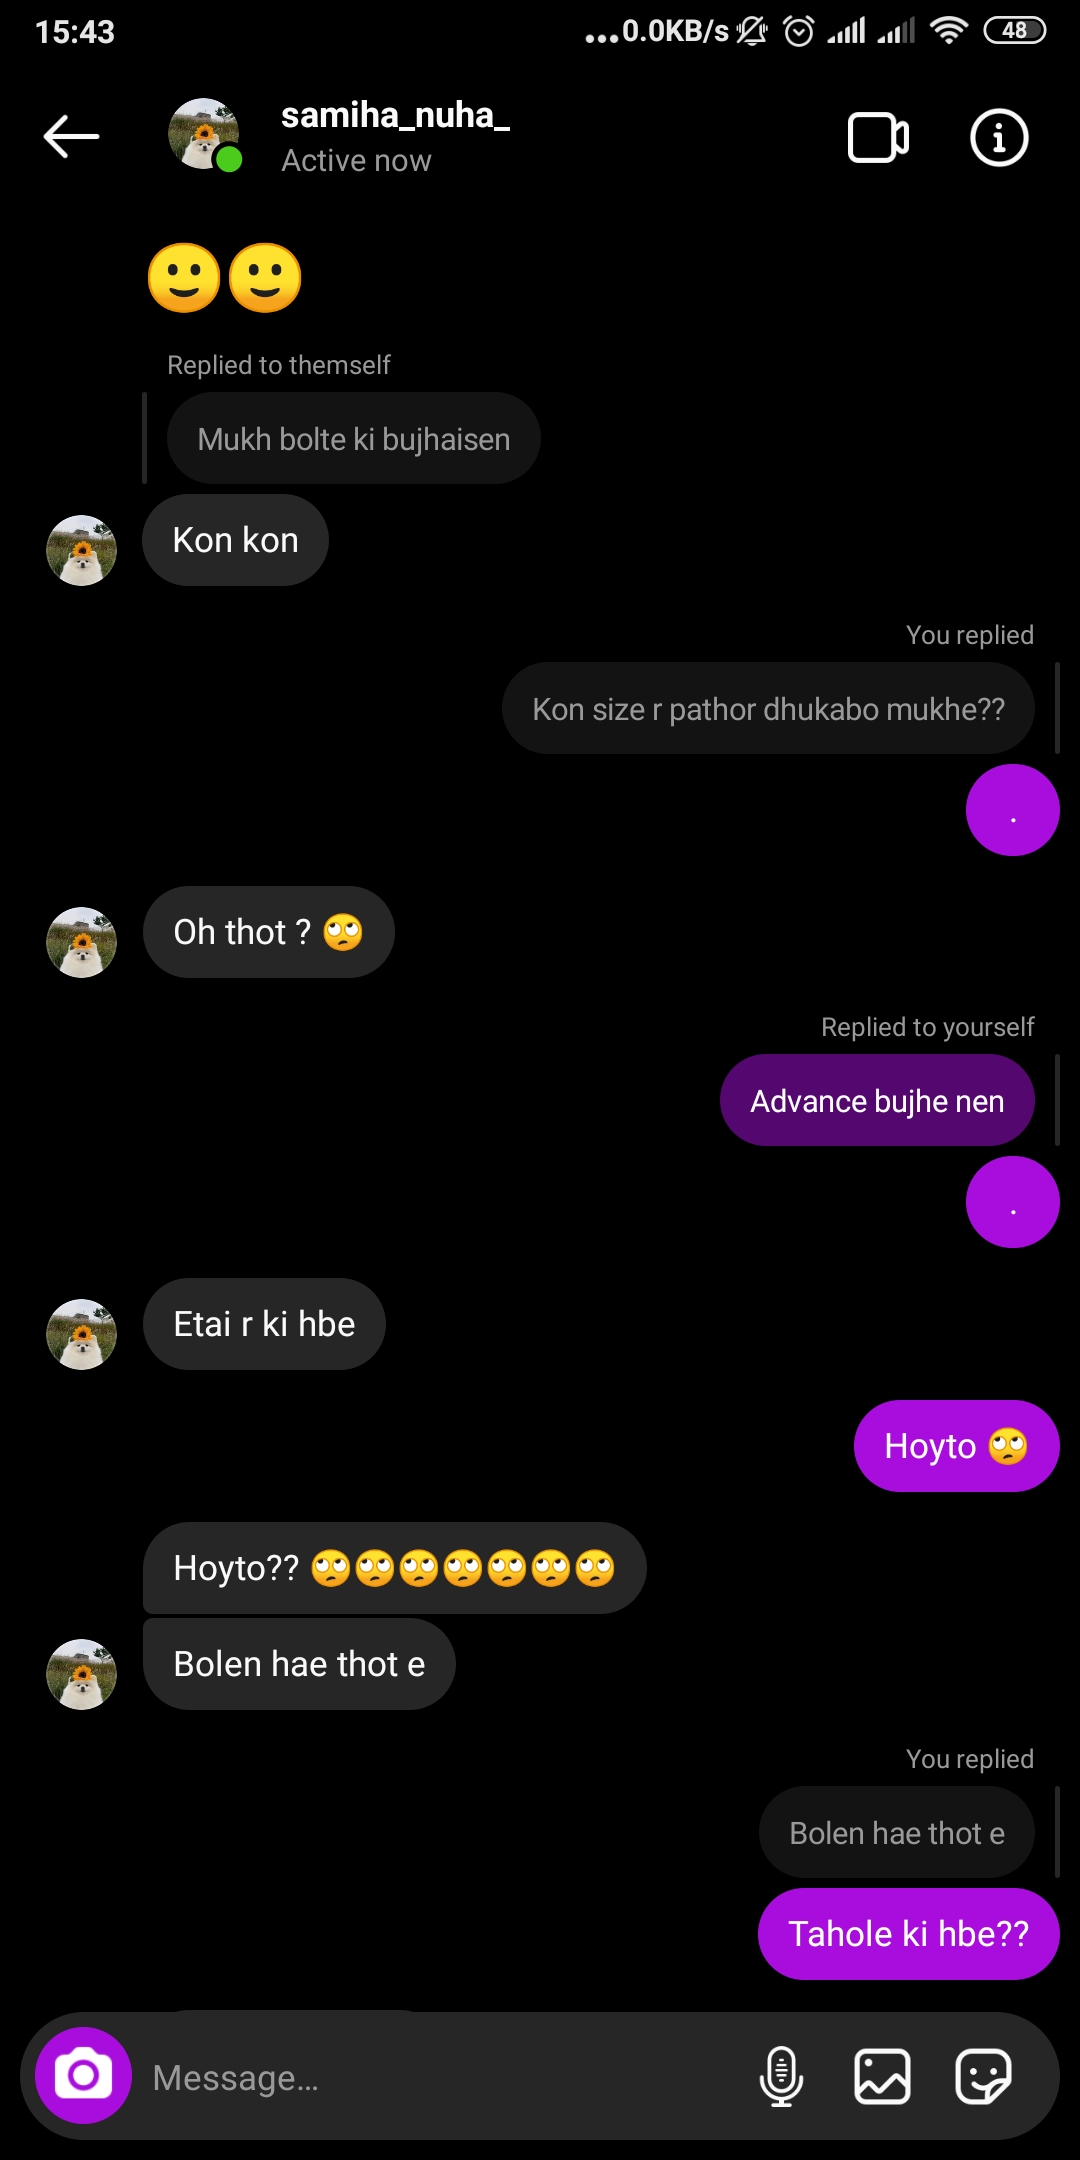 15:43
...0.0KB/s 48
samiha_nuha_
Active now
🙂🙂
Replied to themself
Mukh bolte ki bujhaisen
Kon kon
You replied
Kon size r pathor dhukabo mukhe??
.
Oh thot ? 🙄
Replied to yourself
Advance bujhe nen
.
Etai r ki hbe
Hoyto 🙄
Hoyto?? 🙄🙄🙄🙄🙄🙄🙄
Bolen hae thot e
You replied
Bolen hae thot e
Tahole ki hbe??
Message...